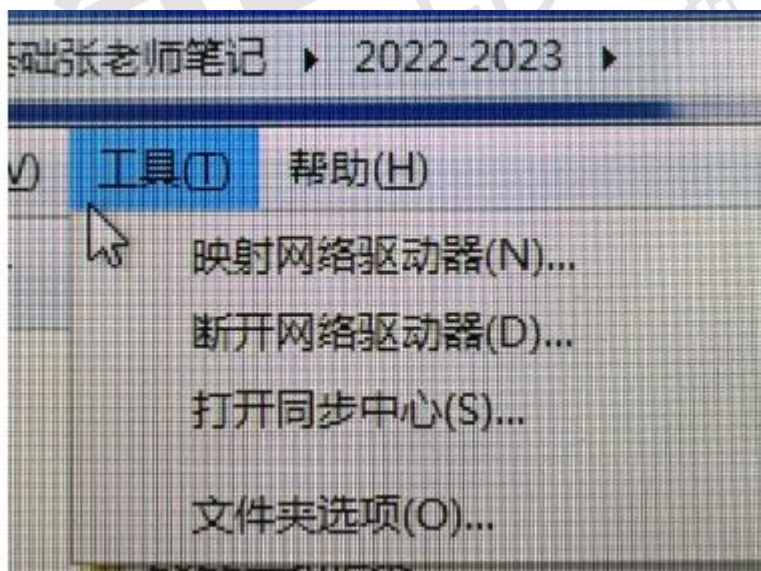 础张老师笔记 ▸ 2022-2023 ▸
工具(T) 帮助(H)
映射网络驱动器(N)...
断开网络驱动器(D)...
打开同步中心(S)...
文件夹选项(O)...